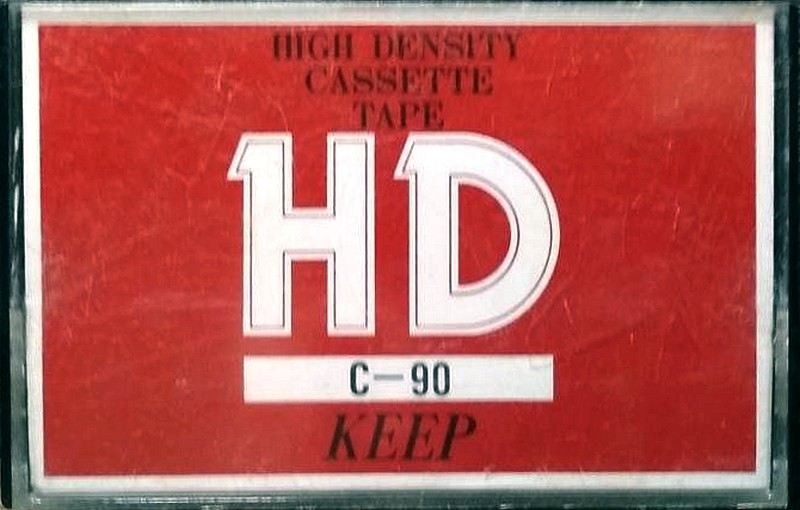 HIGH DENSITY
CASSETTE
TAPE
HD
C-90
KEEP